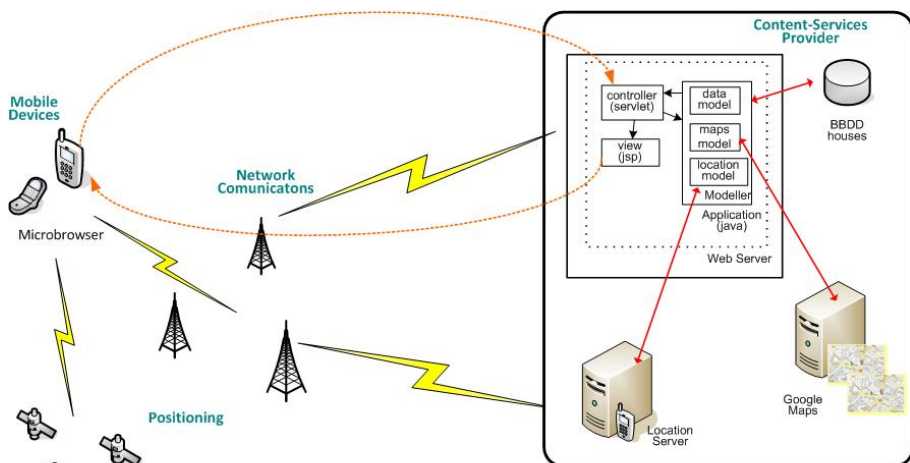 Content-Services
Provider
Mobile
Devices
controller
(servlet)
data
model
view
(jsp)
maps
model
location
model
Modeller
Application
(java)
Web Server
BBDD
houses
Network
Comunicatons
Microbrowser
Positioning
Location
Server
Google
Maps